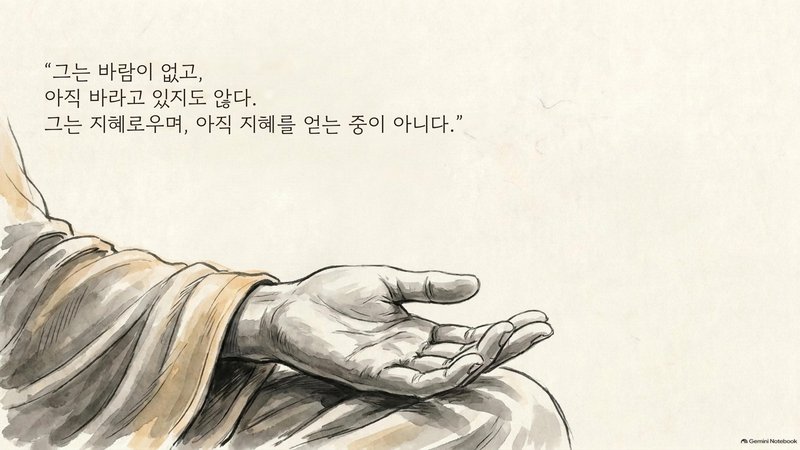 “그는 바람이 없고,
아직 바라고 있지도 않다.
그는 지혜로우며, 아직 지혜를 얻는 중이 아니다.”
Gemini Notebook